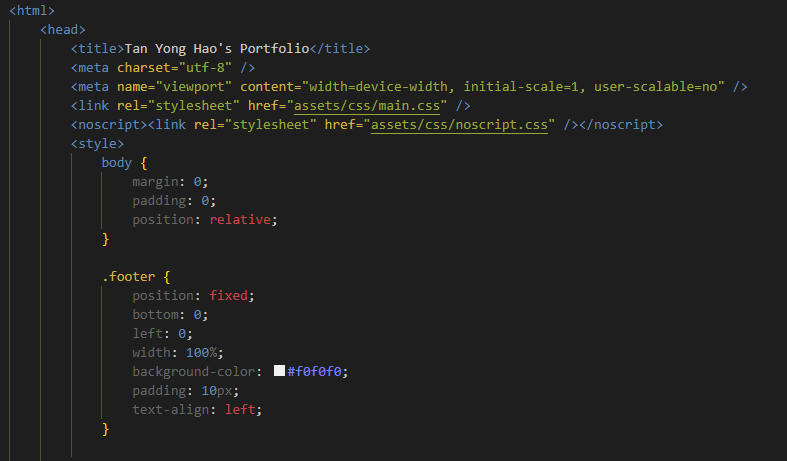 <html>
<head>
<title>Tan Yong Hao's Portfolio</title>
<meta charset="utf-8" />
<meta name="viewport" content="width=device-width, initial-scale=1, user-scalable=no" />
<link rel="stylesheet" href="assets/css/main.css" />
<noscript><link rel="stylesheet" href="assets/css/noscript.css" /></noscript>
<style>
body {
margin: 0;
padding: 0;
position: relative;
}
.footer {
position: fixed;
bottom: 0;
left: 0;
width: 100%;
background-color: #f0f0f0;
padding: 10px;
text-align: left;
}